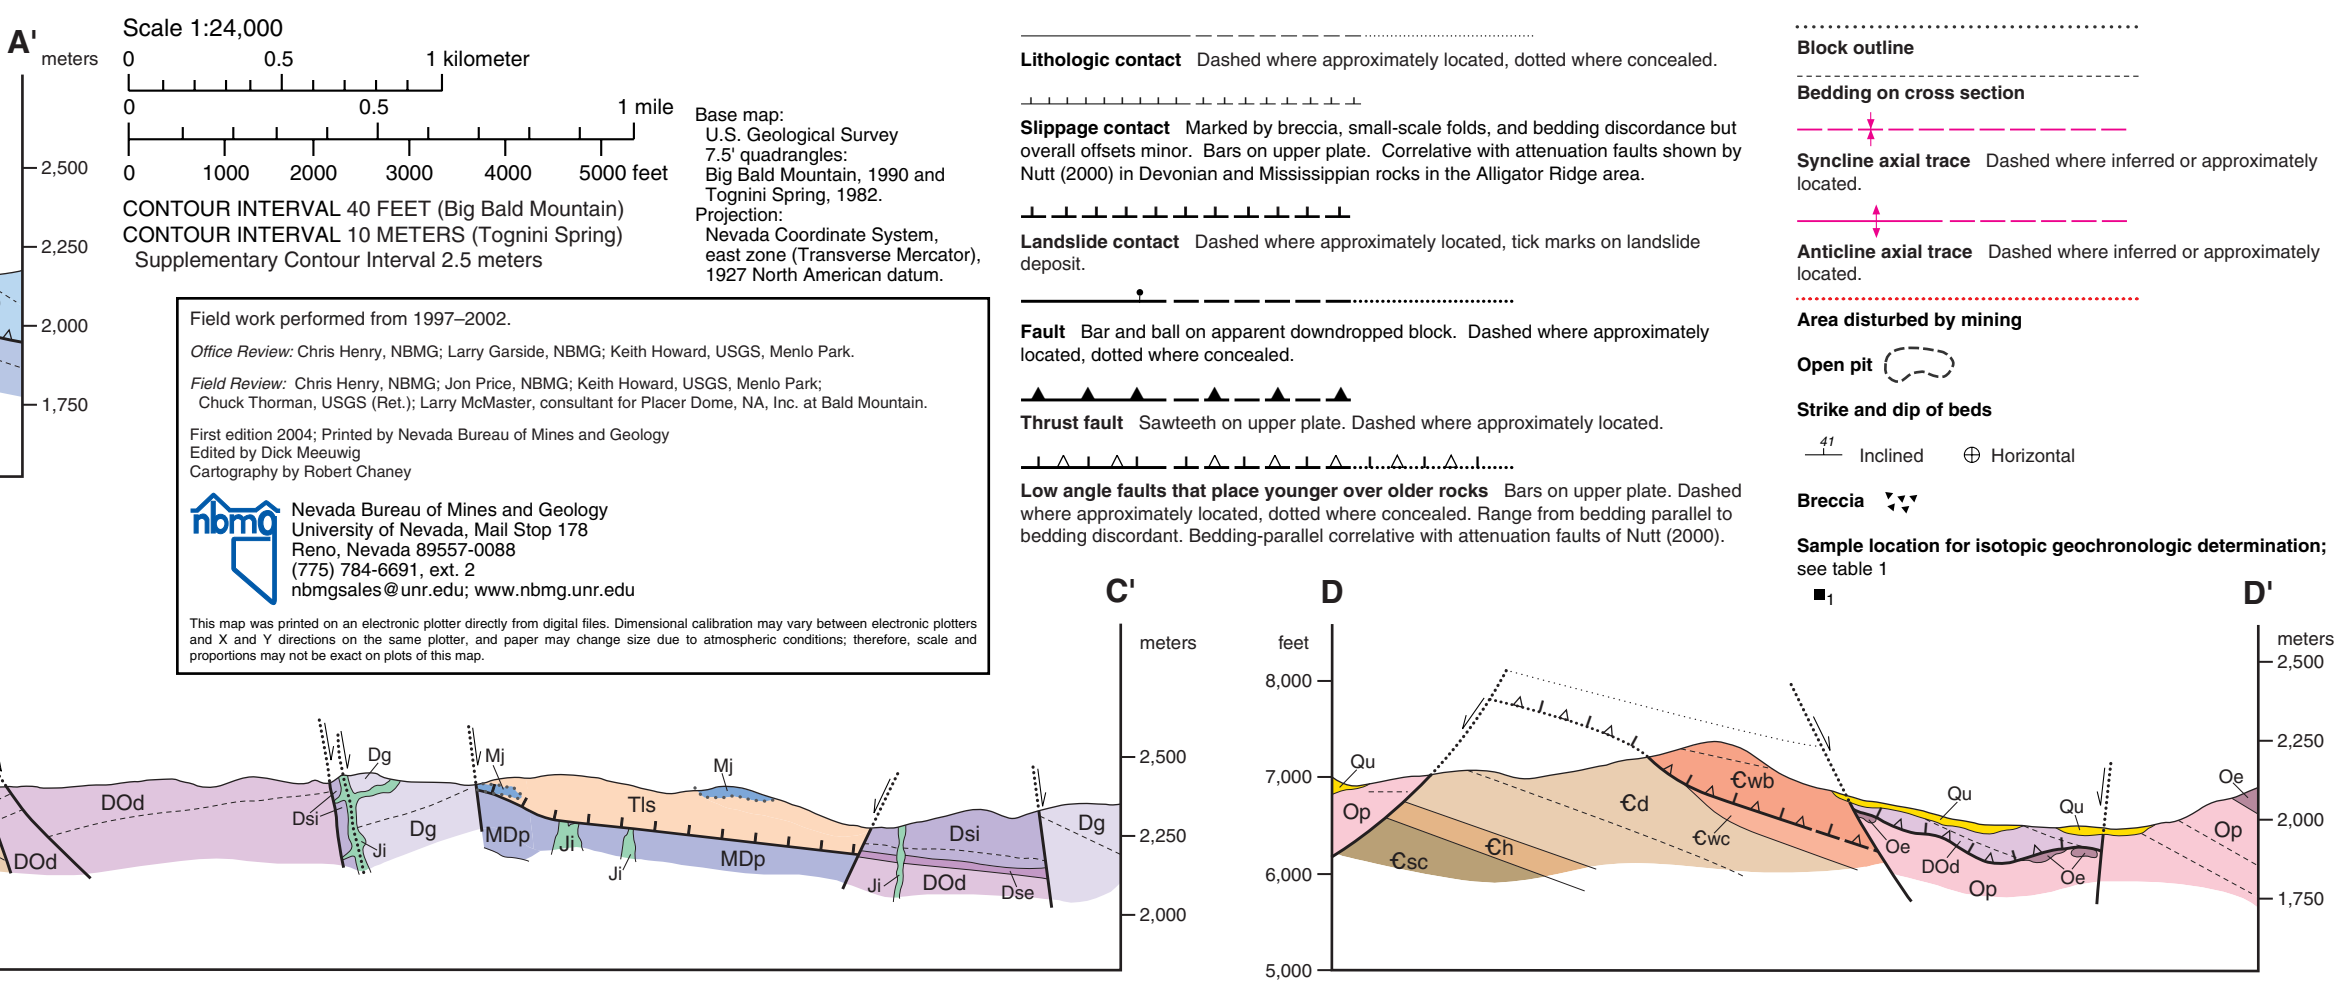 A'
meters
2,500
2,250
2,000
1,750
Scale 1:24,000
0 0.5 1 kilometer
0 0.5 1 mile
0 1000 2000 3000 4000 5000 feet
CONTOUR INTERVAL 40 FEET (Big Bald Mountain)
CONTOUR INTERVAL 10 METERS (Tognini Spring)
Supplementary Contour Interval 2.5 meters
Base map:
U.S. Geological Survey
7.5' quadrangles:
Big Bald Mountain, 1990 and
Tognini Spring, 1982.
Projection:
Nevada Coordinate System,
east zone (Transverse Mercator),
1927 North American datum.
Field work performed from 1997–2002.
Office Review: Chris Henry, NBMG; Larry Garside, NBMG; Keith Howard, USGS, Menlo Park.
Field Review: Chris Henry, NBMG; Jon Price, NBMG; Keith Howard, USGS, Menlo Park;
Chuck Thorman, USGS (Ret.); Larry McMaster, consultant for Placer Dome, NA, Inc. at Bald Mountain.
First edition 2004; Printed by Nevada Bureau of Mines and Geology
Edited by Dick Meeuwig
Cartography by Robert Chaney
nbmg
Nevada Bureau of Mines and Geology
University of Nevada, Mail Stop 178
Reno, Nevada 89557-0088
(775) 784-6691, ext. 2
nbmgsales@unr.edu; www.nbmg.unr.edu
This map was printed on an electronic plotter directly from digital files. Dimensional calibration may vary between electronic plotters
and X and Y directions on the same plotter, and paper may change size due to atmospheric conditions; therefore, scale and
proportions may not be exact on plots of this map.
Lithologic contact Dashed where approximately located, dotted where concealed.
Slippage contact Marked by breccia, small-scale folds, and bedding discordance but
overall offsets minor. Bars on upper plate. Correlative with attenuation faults shown by
Nutt (2000) in Devonian and Mississippian rocks in the Alligator Ridge area.
Landslide contact Dashed where approximately located, tick marks on landslide
deposit.
Fault Bar and ball on apparent downdropped block. Dashed where approximately
located, dotted where concealed.
Thrust fault Sawteeth on upper plate. Dashed where approximately located.
Low angle faults that place younger over older rocks Bars on upper plate. Dashed
where approximately located, dotted where concealed. Range from bedding parallel to
bedding discordant. Bedding-parallel correlative with attenuation faults of Nutt (2000).
Block outline
Bedding on cross section
Syncline axial trace Dashed where inferred or approximately
located.
Anticline axial trace Dashed where inferred or approximately
located.
Area disturbed by mining
Open pit
Strike and dip of beds
41
Inclined Horizontal
Breccia
Sample location for isotopic geochronologic determination;
see table 1
1
C'
meters
2,500
2,250
2,000
DOd
DOd
Dsi
Dg
Dg
Ji
Mj
Mj
Tls
MDp
Ji
Ji
MDp
Ji
Dsi
DOd
Dse
Dg
D
feet
8,000
7,000
6,000
5,000
D'
meters
2,500
2,250
2,000
1,750
Qu
Op
Єsc
Єh
Єd
Єwc
Єwb
Oe
DOd
Qu
Op
Qu
Oe
Oe
Op